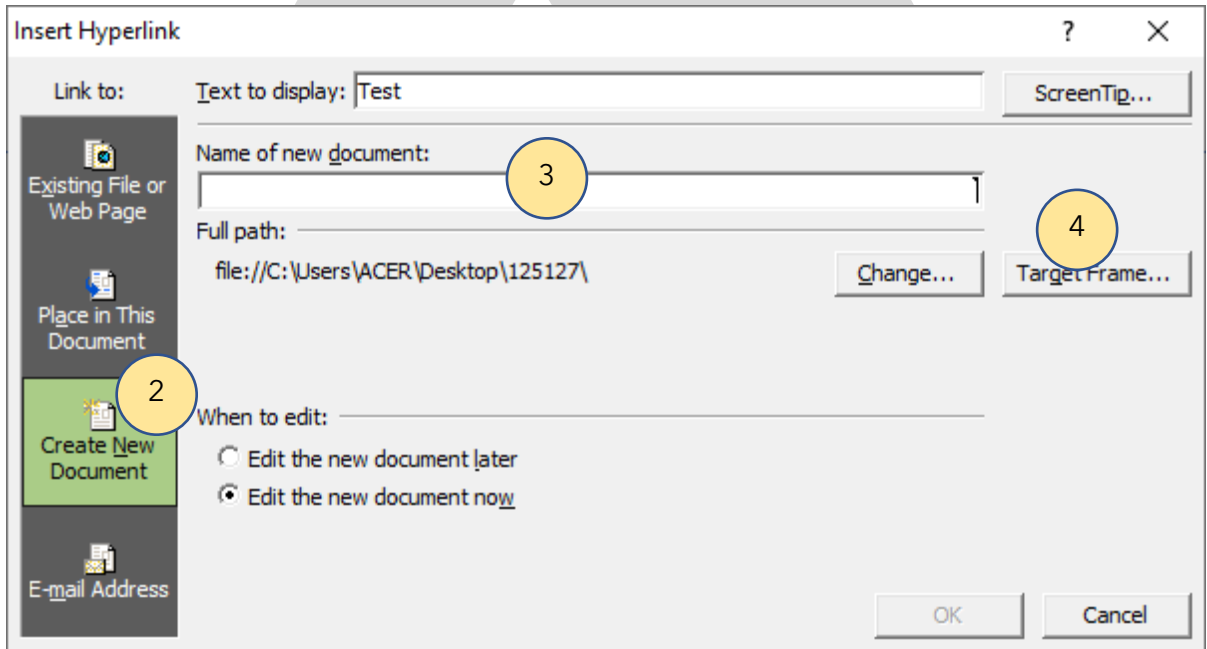 Insert Hyperlink
?
Link to:
Text to display: Test
ScreenTip...
Existing File or
Web Page
Name of new document:
3
Full path:
file://C:\Users\ACER\Desktop\125127\
Change...
4
Target Frame...
Place in This
Document
2
Create New
Document
When to edit:
Edit the new document later
Edit the new document now
E-mail Address
OK
Cancel